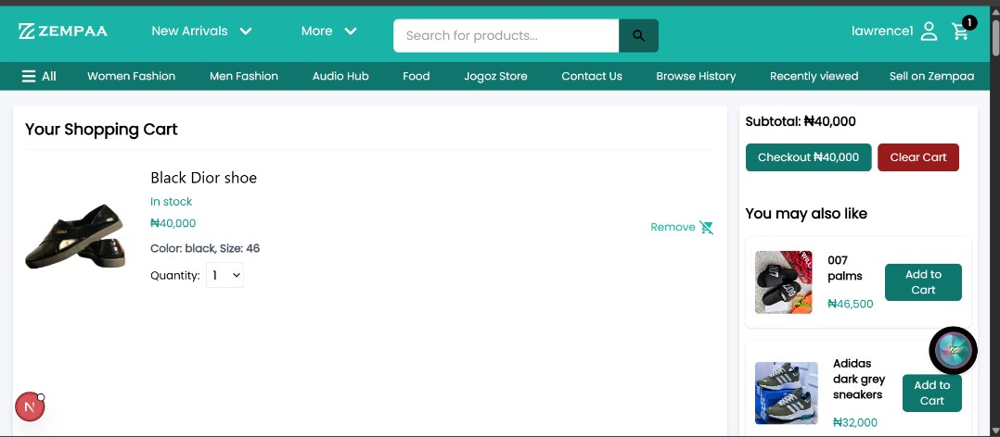 ZEMPAA
New Arrivals
More
Search for products...
lawrence1
1
All
Women Fashion
Men Fashion
Audio Hub
Food
Jogoz Store
Contact Us
Browse History
Recently viewed
Sell on Zempaa
Your Shopping Cart
Black Dior shoe
In stock
₦40,000
Color: black, Size: 46
Quantity: 1
Remove
Subtotal: ₦40,000
Checkout ₦40,000
Clear Cart
You may also like
007
palms
₦46,500
Add to
Cart
Adidas
dark grey
sneakers
₦32,000
Add to
Cart
N